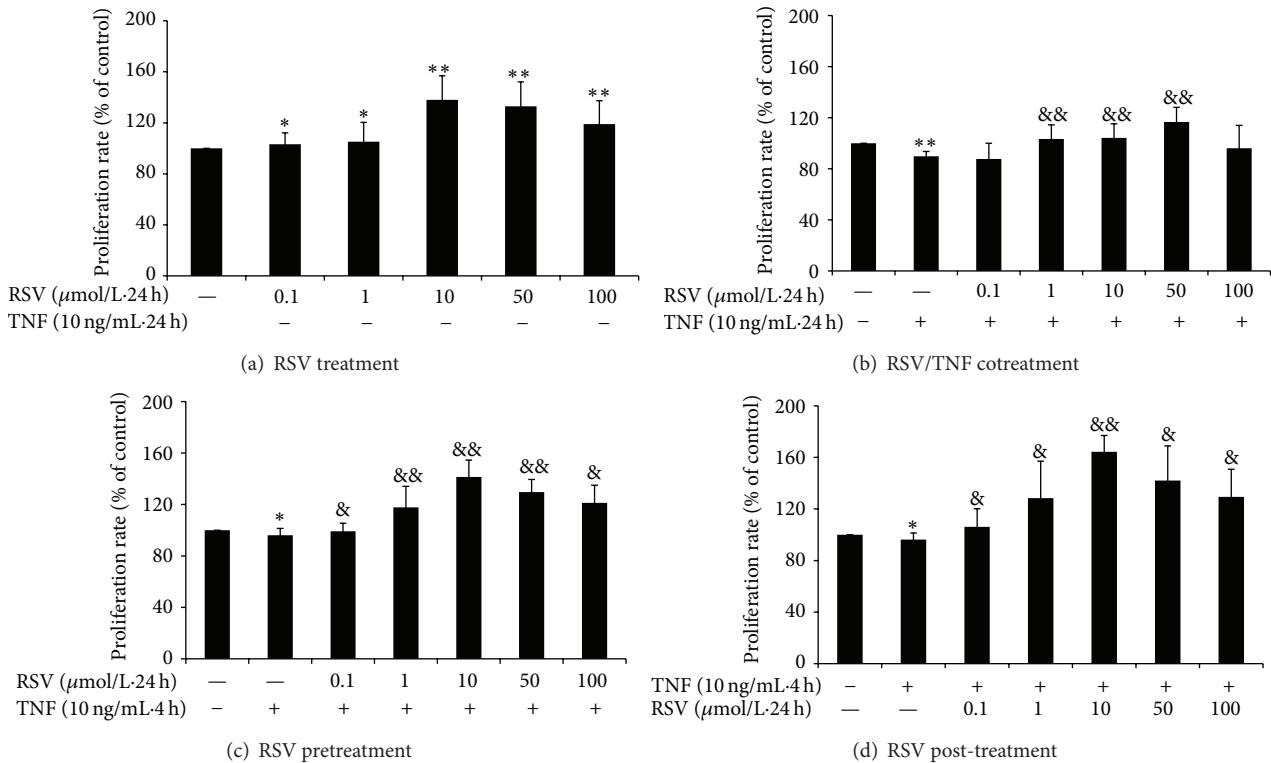 Proliferation rate (% of control)
200
160
120
80
40
0
* * ** ** **
RSV (μmol/L·24 h) — 0.1 1 10 50 100
TNF (10 ng/mL·24 h) – – – – –
(a) RSV treatment
Proliferation rate (% of control)
200
160
120
80
40
0
** && && &&
RSV (μmol/L·24 h) — — 0.1 1 10 50 100
TNF (10 ng/mL·24 h) – + + + + + +
(b) RSV/TNF cotreatment
Proliferation rate (% of control)
200
160
120
80
40
0
* & && && && &
RSV (μmol/L·24 h) — — 0.1 1 10 50 100
TNF (10 ng/mL·4 h) – + + + + + +
(c) RSV pretreatment
Proliferation rate (% of control)
200
160
120
80
40
0
* & & && & &
TNF (10 ng/mL·4 h) – + + + + + +
RSV (μmol/L·24 h) — — 0.1 1 10 50 100
(d) RSV post-treatment